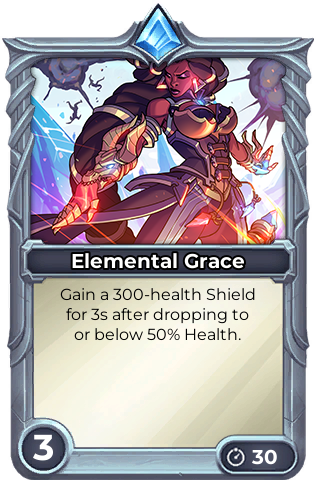 Elemental Grace
Gain a 300-health Shield
for 3s after dropping to
or below 50% Health.
3
30